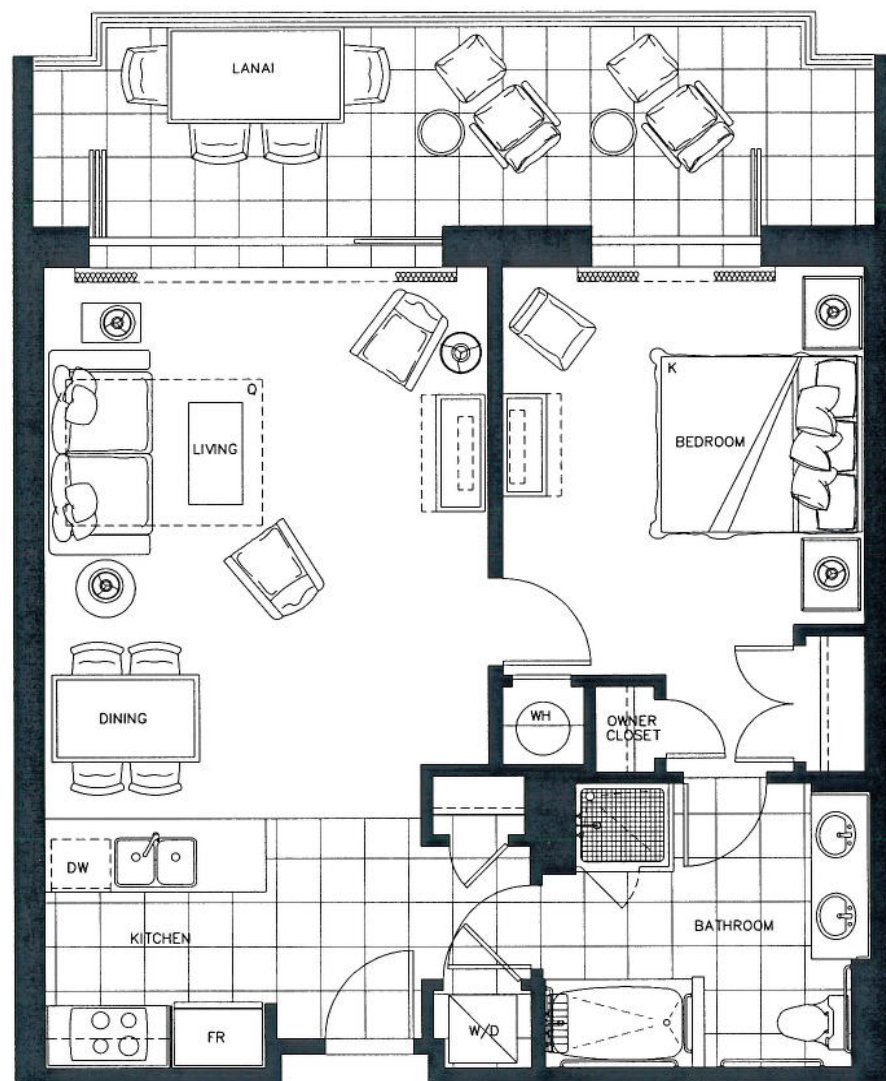 LANAI
Q
LIVING
K
BEDROOM
DINING
WH
OWNER
CLOSET
DW
KITCHEN
BATHROOM
FR
W/D